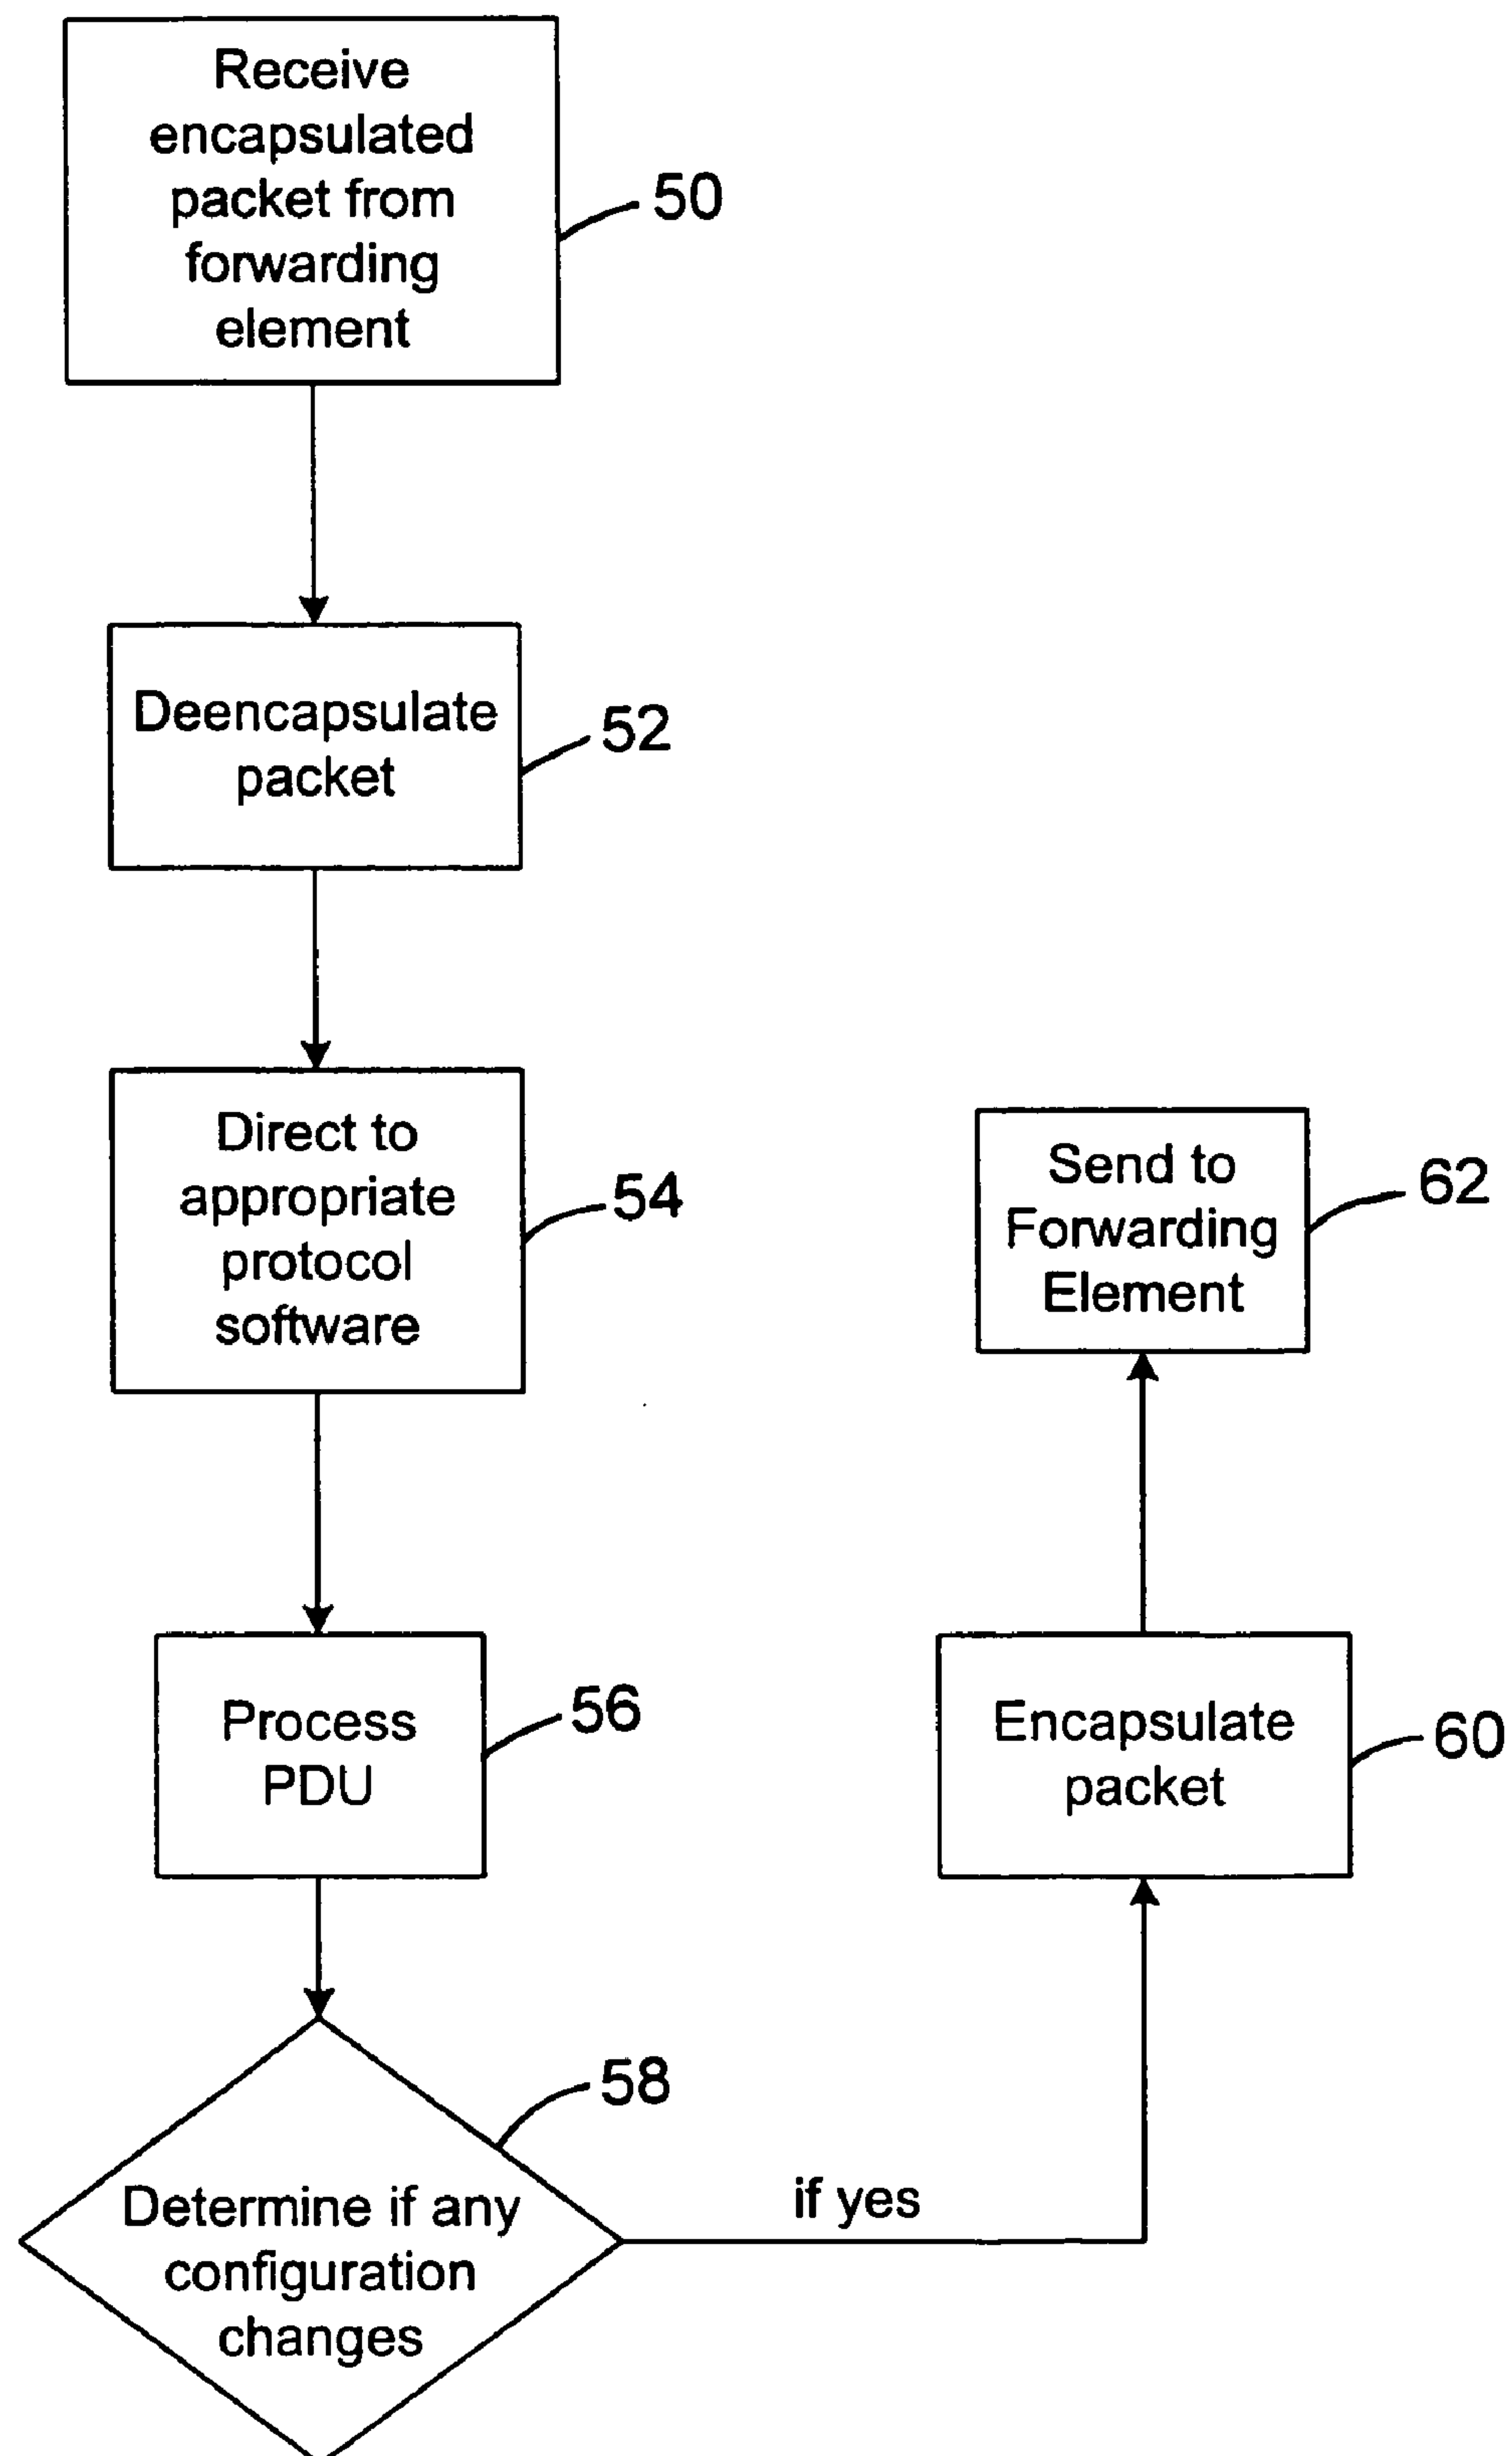 Receive
encapsulated
packet from
forwarding
element
50
Deencapsulate
packet
52
Direct to
appropriate
protocol
software
54
Process
PDU
56
Determine if any
configuration
changes
58
if yes
Encapsulate
packet
60
Send to
Forwarding
Element
62